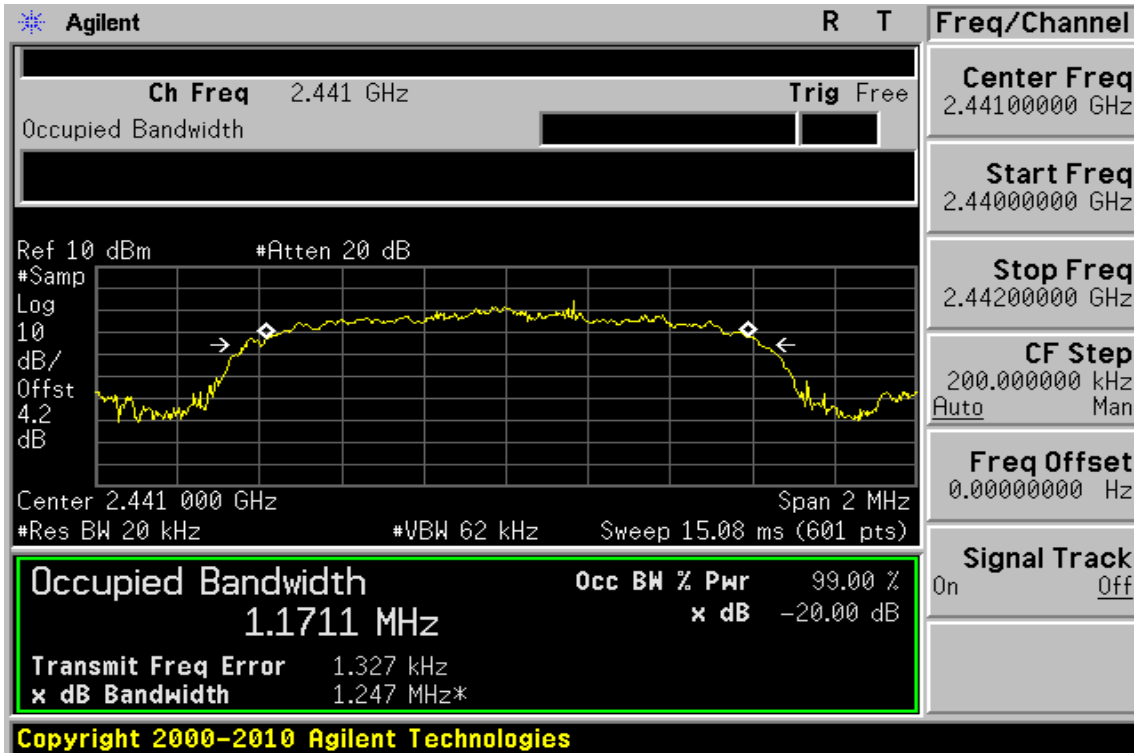 Agilent R T Freq/Channel
Ch Freq 2.441 GHz Trig Free
Occupied Bandwidth
Center Freq
2.44100000 GHz
Start Freq
2.44000000 GHz
Stop Freq
2.44200000 GHz
CF Step
200.000000 kHz
Auto Man
Freq Offset
0.00000000 Hz
Signal Track
On Off
Ref 10 dBm #Atten 20 dB
#Samp
Log
10
dB/
Offst
4.2
dB
Center 2.441 000 GHz Span 2 MHz
#Res BW 20 kHz #VBW 62 kHz Sweep 15.08 ms (601 pts)
Occupied Bandwidth Occ BW % Pwr 99.00 %
1.1711 MHz x dB -20.00 dB
Transmit Freq Error 1.327 kHz
x dB Bandwidth 1.247 MHz*
Copyright 2000-2010 Agilent Technologies